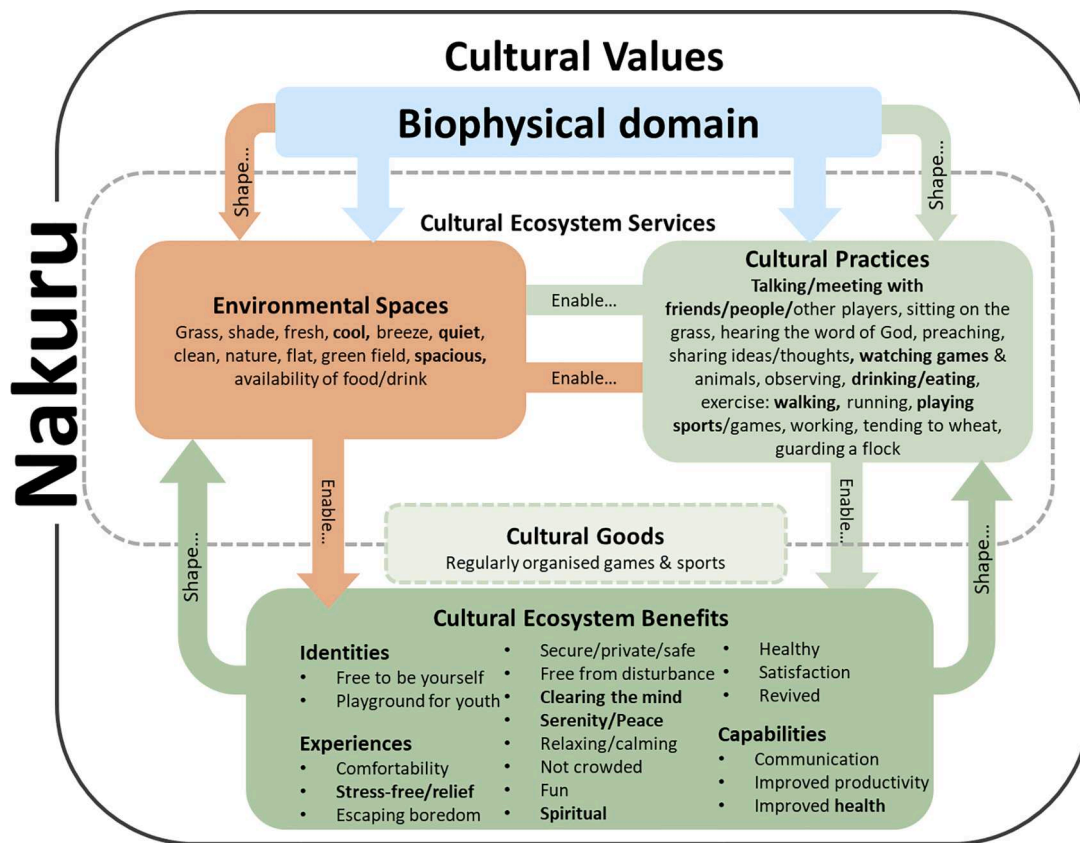 Nakuru
Cultural Values
Biophysical domain
Shape...
Shape...
Cultural Ecosystem Services
Environmental Spaces
Grass, shade, fresh, cool, breeze, quiet,
clean, nature, flat, green field, spacious,
availability of food/drink
Enable...
Enable...
Cultural Practices
Talking/meeting with
friends/people/other players, sitting on the
grass, hearing the word of God, preaching,
sharing ideas/thoughts, watching games &
animals, observing, drinking/eating,
exercise: walking, running, playing
sports/games, working, tending to wheat,
guarding a flock
Shape...
Enable...
Enable...
Shape...
Cultural Goods
Regularly organised games & sports
Cultural Ecosystem Benefits
Identities
• Free to be yourself
• Playground for youth
Experiences
• Comfortability
• Stress-free/relief
• Escaping boredom
• Secure/private/safe
• Free from disturbance
• Clearing the mind
• Serenity/Peace
• Relaxing/calming
• Not crowded
• Fun
• Spiritual
• Healthy
• Satisfaction
• Revived
Capabilities
• Communication
• Improved productivity
• Improved health